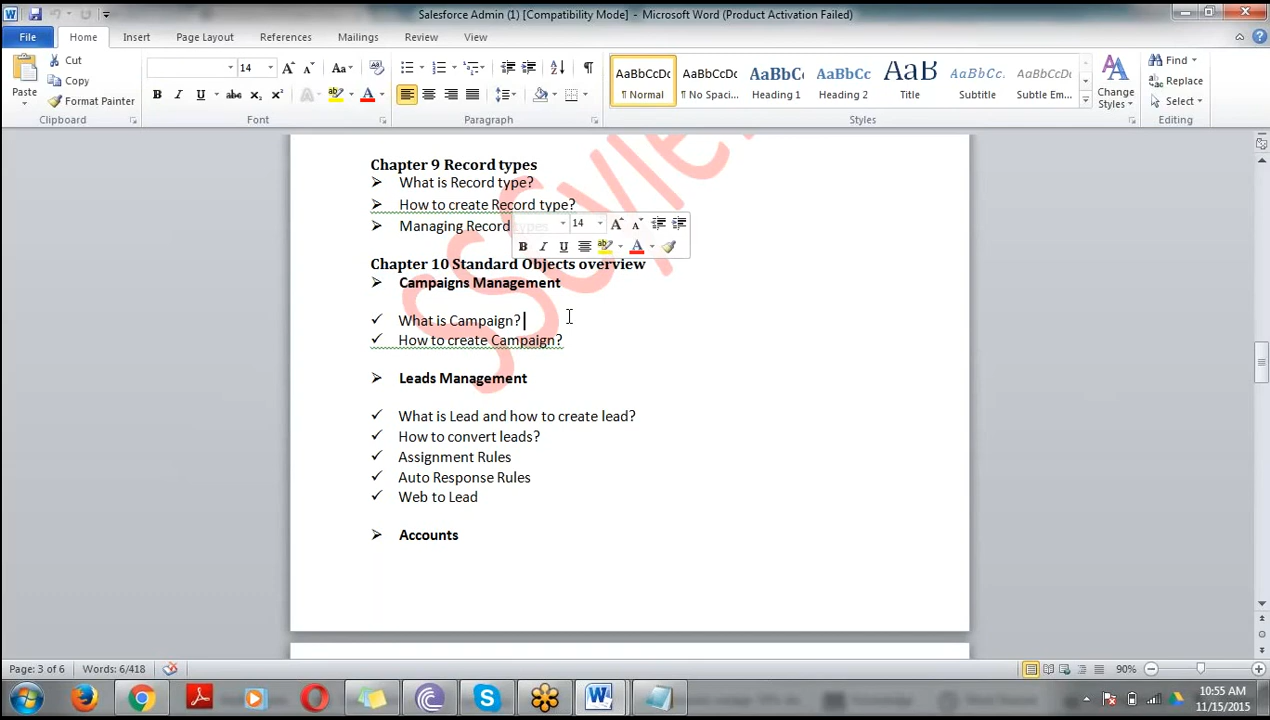 Salesforce Admin (1) [Compatibility Mode] - Microsoft Word (Product Activation Failed)
File Home Insert Page Layout References Mailings Review View
Paste Cut Copy Format Painter Clipboard
14 Aa B I U abc X₂ X² A Font
Paragraph
AaBbCcDc ¶ Normal
AaBbCcDc ¶ No Spaci...
AaBbCc Heading 1
AaBbCc Heading 2
AaB Title
AaBbCc. Subtitle
AaBbCcDc Subtle Em...
Change Styles Styles
Find Replace Select Editing
Chapter 9 Record types
What is Record type?
How to create Record type?
Managing Record types
14
B I U A
Chapter 10 Standard Objects overview
Campaigns Management
What is Campaign?
How to create Campaign?
Leads Management
What is Lead and how to create lead?
How to convert leads?
Assignment Rules
Auto Response Rules
Web to Lead
Accounts
Page: 3 of 6 Words: 6/418 90%
10:55 AM
11/15/2015